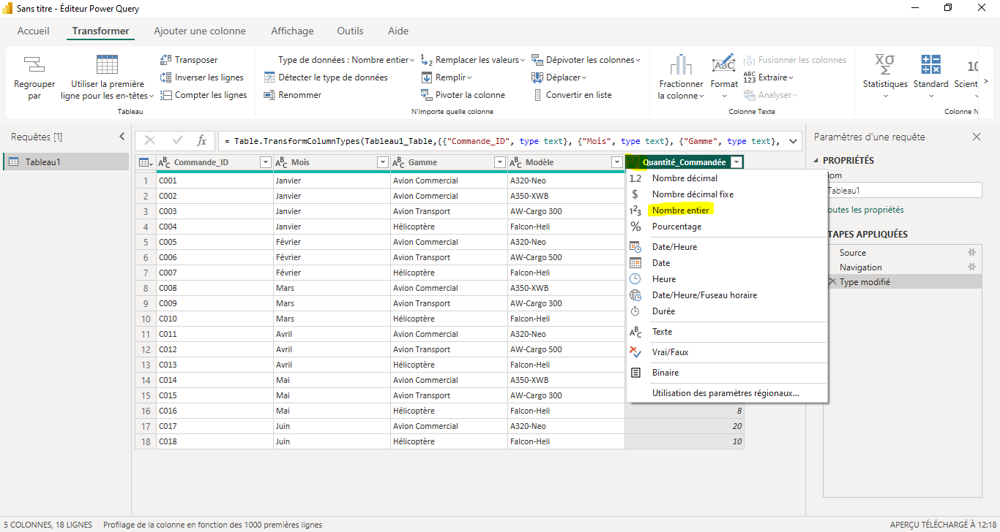 Sans titre - Éditeur Power Query
Accueil Transformer Ajouter une colonne Affichage Outils Aide
Regrouper par
Utiliser la première ligne pour les en-têtes
Transposer
Inverser les lignes
Compter les lignes
Tableau
Type de données : Nombre entier
Détecter le type de données
Renommer
Remplacer les valeurs
Remplir
Pivoter la colonne
Dépivoter les colonnes
Déplacer
Convertir en liste
N'importe quelle colonne
Fractionner la colonne
Format
Fusionner les colonnes
Extraire
Analyser
Colonne Texte
Statistiques
Standard
Scient
Colonne N
Requêtes [1]
Tableau1
= Table.TransformColumnTypes(Tableau1_Table,{{"Commande_ID", type text}, {"Mois", type text}, {"Gamme", type text},
Commande_ID Mois Gamme Modèle Quantité_Commandée
1 C001 Janvier Avion Commercial A320-Neo
2 C002 Janvier Avion Commercial A350-XWB
3 C003 Janvier Avion Transport AW-Cargo 300
4 C004 Janvier Hélicoptère Falcon-Heli
5 C005 Février Avion Commercial A320-Neo
6 C006 Février Avion Transport AW-Cargo 500
7 C007 Février Hélicoptère Falcon-Heli
8 C008 Mars Avion Commercial A350-XWB
9 C009 Mars Avion Transport AW-Cargo 300
10 C010 Mars Hélicoptère Falcon-Heli
11 C011 Avril Avion Commercial A320-Neo
12 C012 Avril Avion Transport AW-Cargo 500
13 C013 Avril Hélicoptère Falcon-Heli
14 C014 Mai Avion Commercial A350-XWB
15 C015 Mai Avion Transport AW-Cargo 300
16 C016 Mai Hélicoptère Falcon-Heli 8
17 C017 Juin Avion Commercial A320-Neo 20
18 C018 Juin Hélicoptère Falcon-Heli 10
1.2 Nombre décimal
$ Nombre décimal fixe
123 Nombre entier
% Pourcentage
Date/Heure
Date
Heure
Date/Heure/Fuseau horaire
Durée
ABC Texte
Vrai/Faux
Binaire
Utilisation des paramètres régionaux...
Paramètres d'une requête
PROPRIÉTÉS
om
Tableau1
outes les propriétés
TAPES APPLIQUÉES
Source
Navigation
Type modifié
5 COLONNES, 18 LIGNES Profilage de la colonne en fonction des 1000 premières lignes
APERÇU TÉLÉCHARGÉ À 12:18